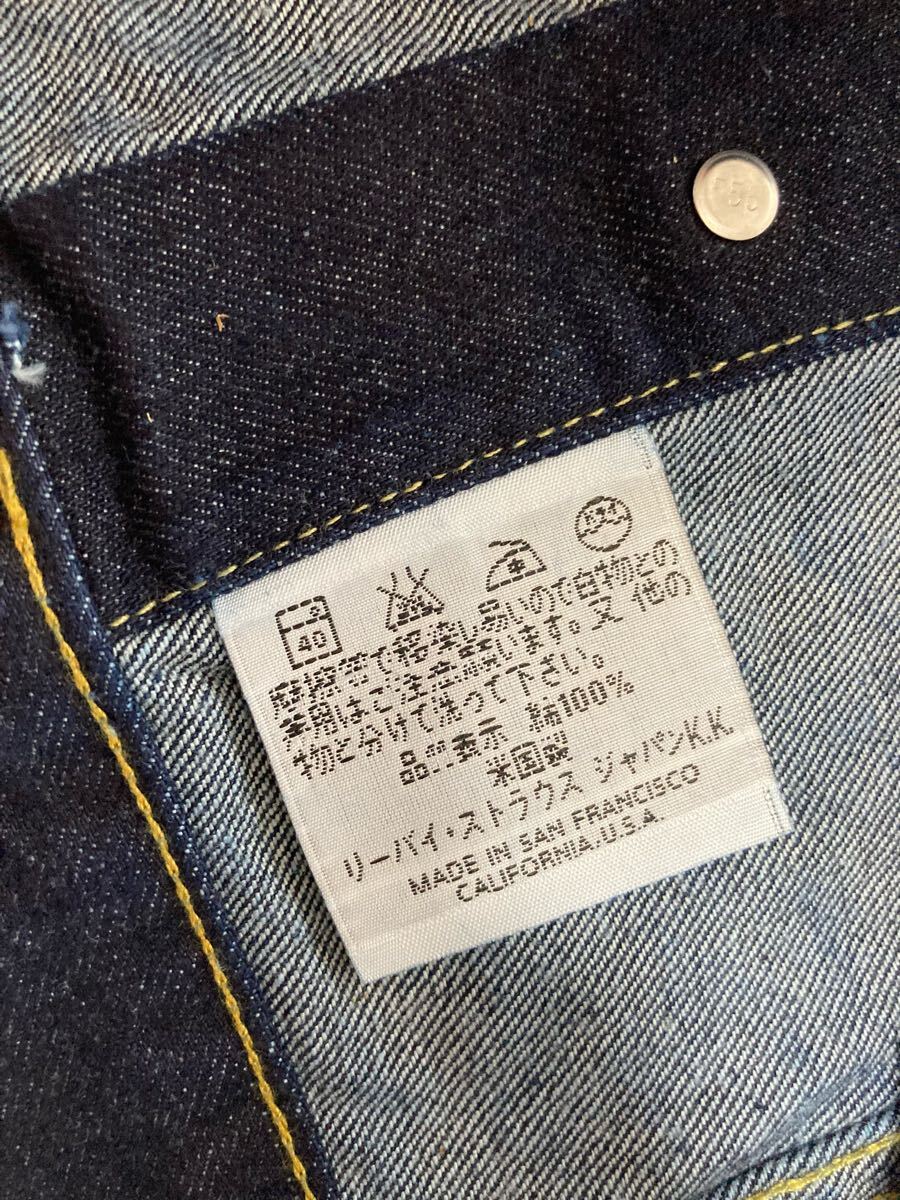 555
40
摩擦等で移染し易いので白物との
兼用はご注意願います。又 他の
物と分けて洗って下さい。
品質表示 綿100%
米国製
リーバイ・ストラウス ジャパンK.K.
MADE IN SAN FRANCISCO
CALIFORNIA.U.S.A